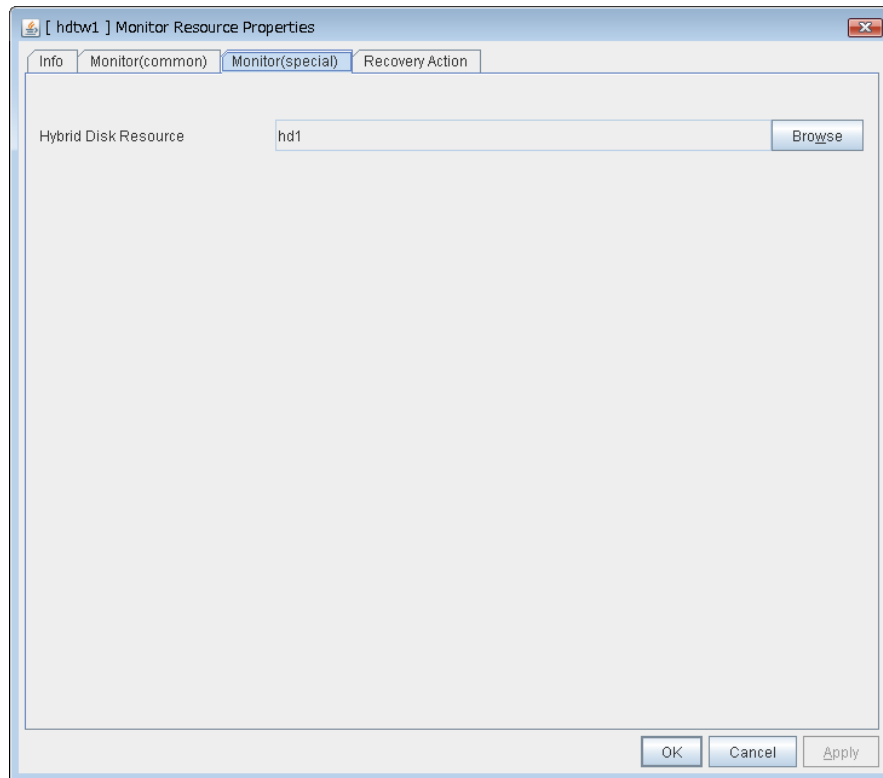 [ hdtw1 ] Monitor Resource Properties
Info Monitor(common) Monitor(special) Recovery Action
Hybrid Disk Resource hd1 Browse
OK Cancel Apply